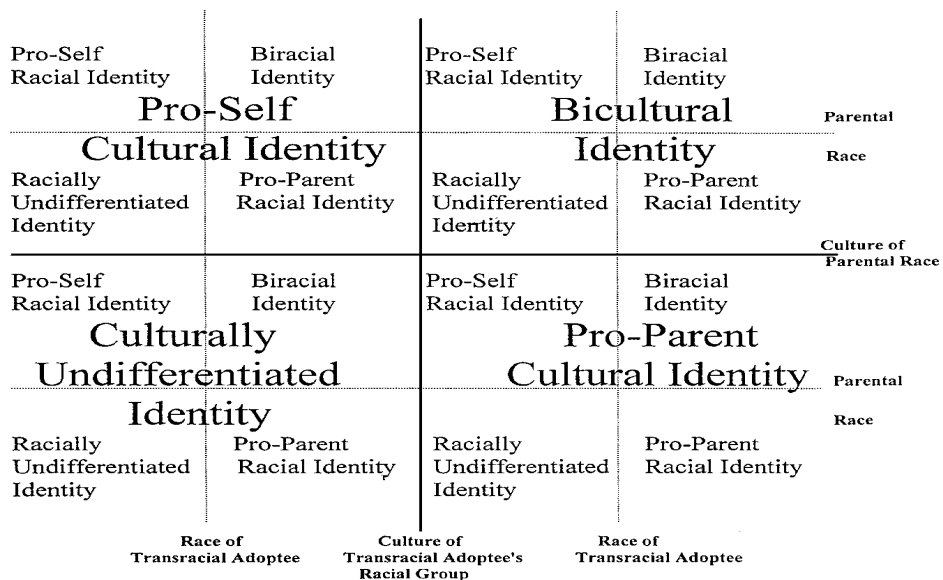 Pro-Self Biracial Pro-Self Biracial
Racial Identity Identity Racial Identity Identity
Pro-Self Bicultural Parental
Cultural Identity Identity Race
Racially Pro-Parent Racially Pro-Parent
Undifferentiated Racial Identity Undifferentiated Racial Identity
Identity Identity
Culture of
Parental Race
Pro-Self Biracial Pro-Self Biracial
Racial Identity Identity Racial Identity Identity
Culturally Pro-Parent
Undifferentiated Cultural Identity Parental
Identity Race
Racially Pro-Parent Racially Pro-Parent
Undifferentiated Racial Identity Undifferentiated Racial Identity
Identity Identity
Race of Culture of Race of
Transracial Adoptee Transracial Adoptee's Transracial Adoptee
Racial Group